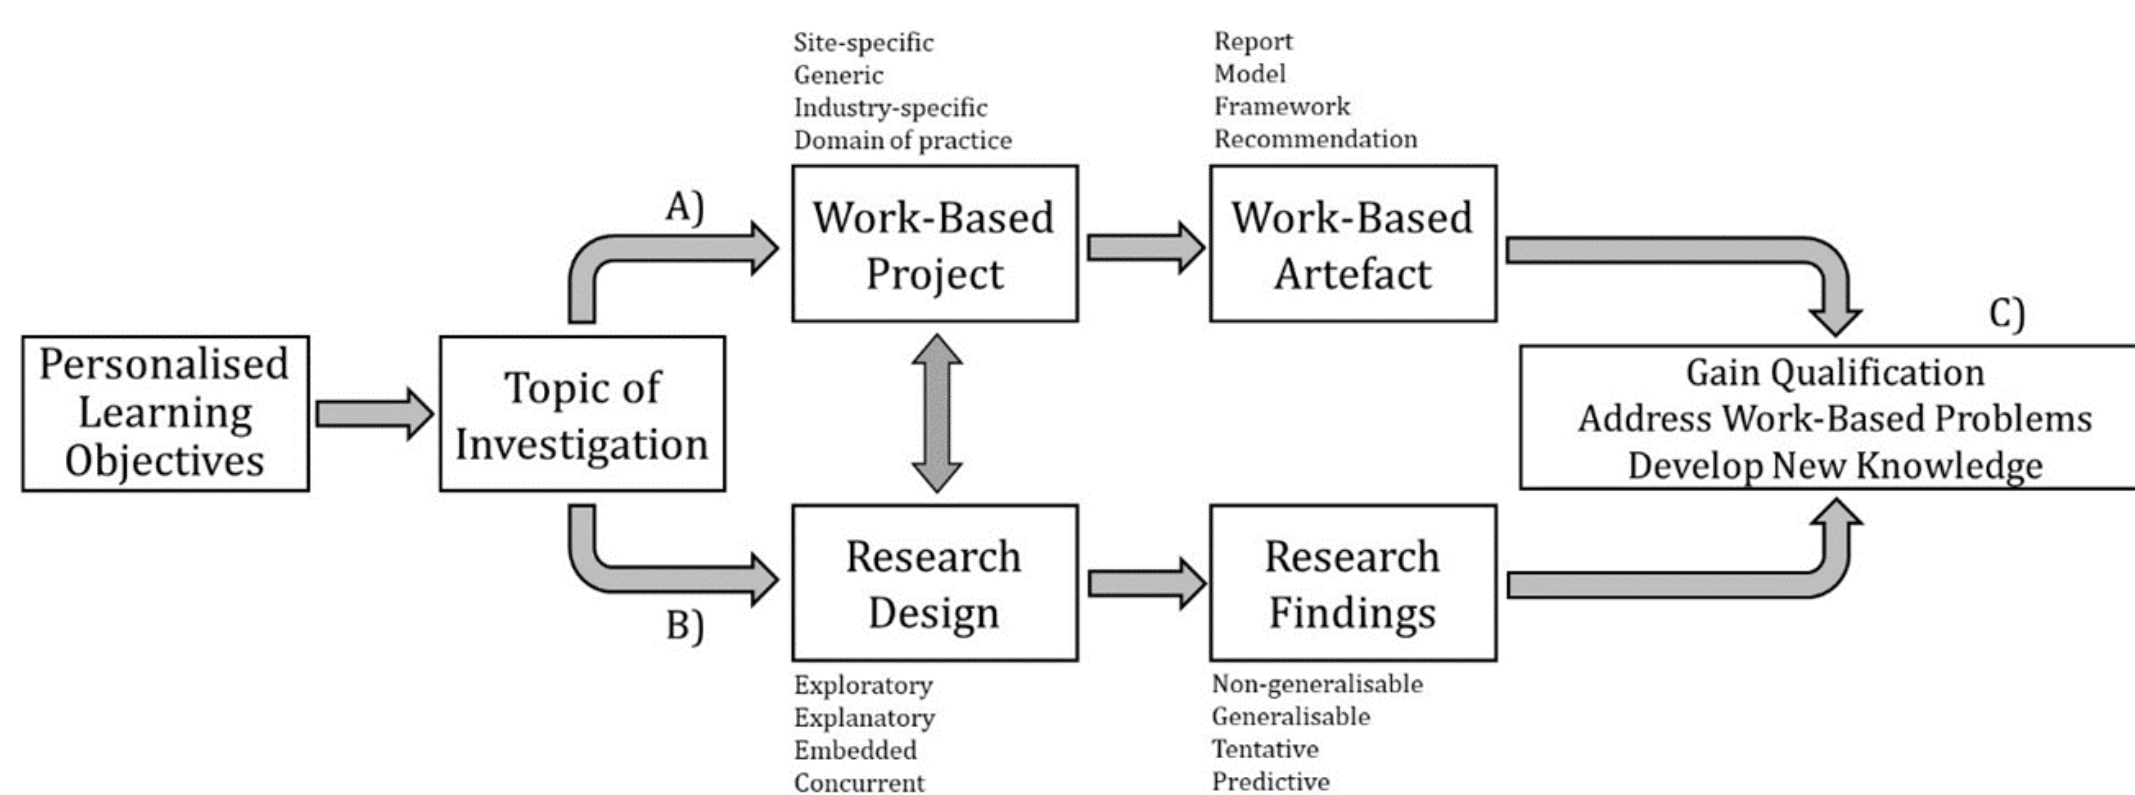 Site-specific
Generic
Industry-specific
Domain of practice
Report
Model
Framework
Recommendation
A)
Work-Based
Project
Work-Based
Artefact
Personalised
Learning
Objectives
Topic of
Investigation
C)
Gain Qualification
Address Work-Based Problems
Develop New Knowledge
B)
Research
Design
Research
Findings
Exploratory
Explanatory
Embedded
Concurrent
Non-generalisable
Generalisable
Tentative
Predictive